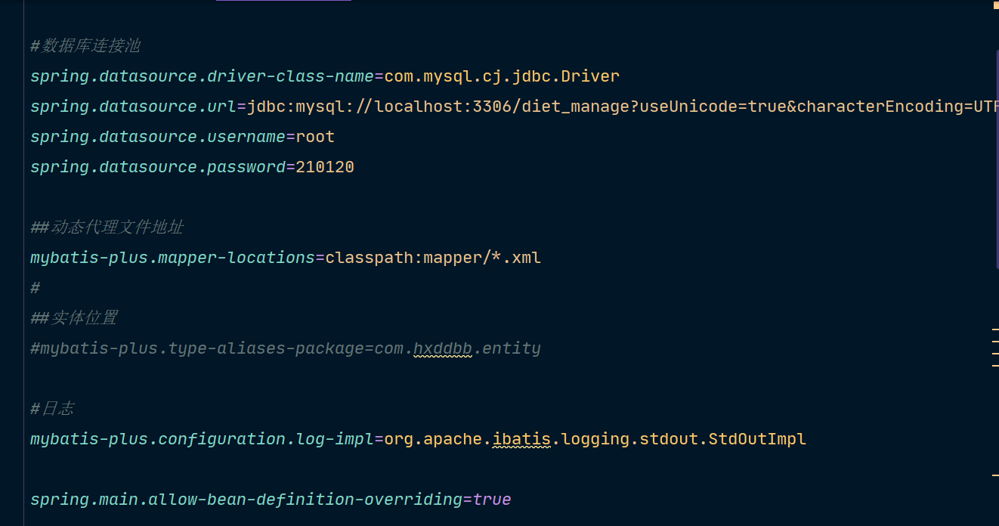 #数据库连接池
spring.datasource.driver-class-name=com.mysql.cj.jdbc.Driver
spring.datasource.url=jdbc:mysql://localhost:3306/diet_manage?useUnicode=true&characterEncoding=UTF
spring.datasource.username=root
spring.datasource.password=210120
##动态代理文件地址
mybatis-plus.mapper-locations=classpath:mapper/*.xml
#
##实体位置
#mybatis-plus.type-aliases-package=com.hxddbb.entity
#日志
mybatis-plus.configuration.log-impl=org.apache.ibatis.logging.stdout.StdOutImpl
spring.main.allow-bean-definition-overriding=true